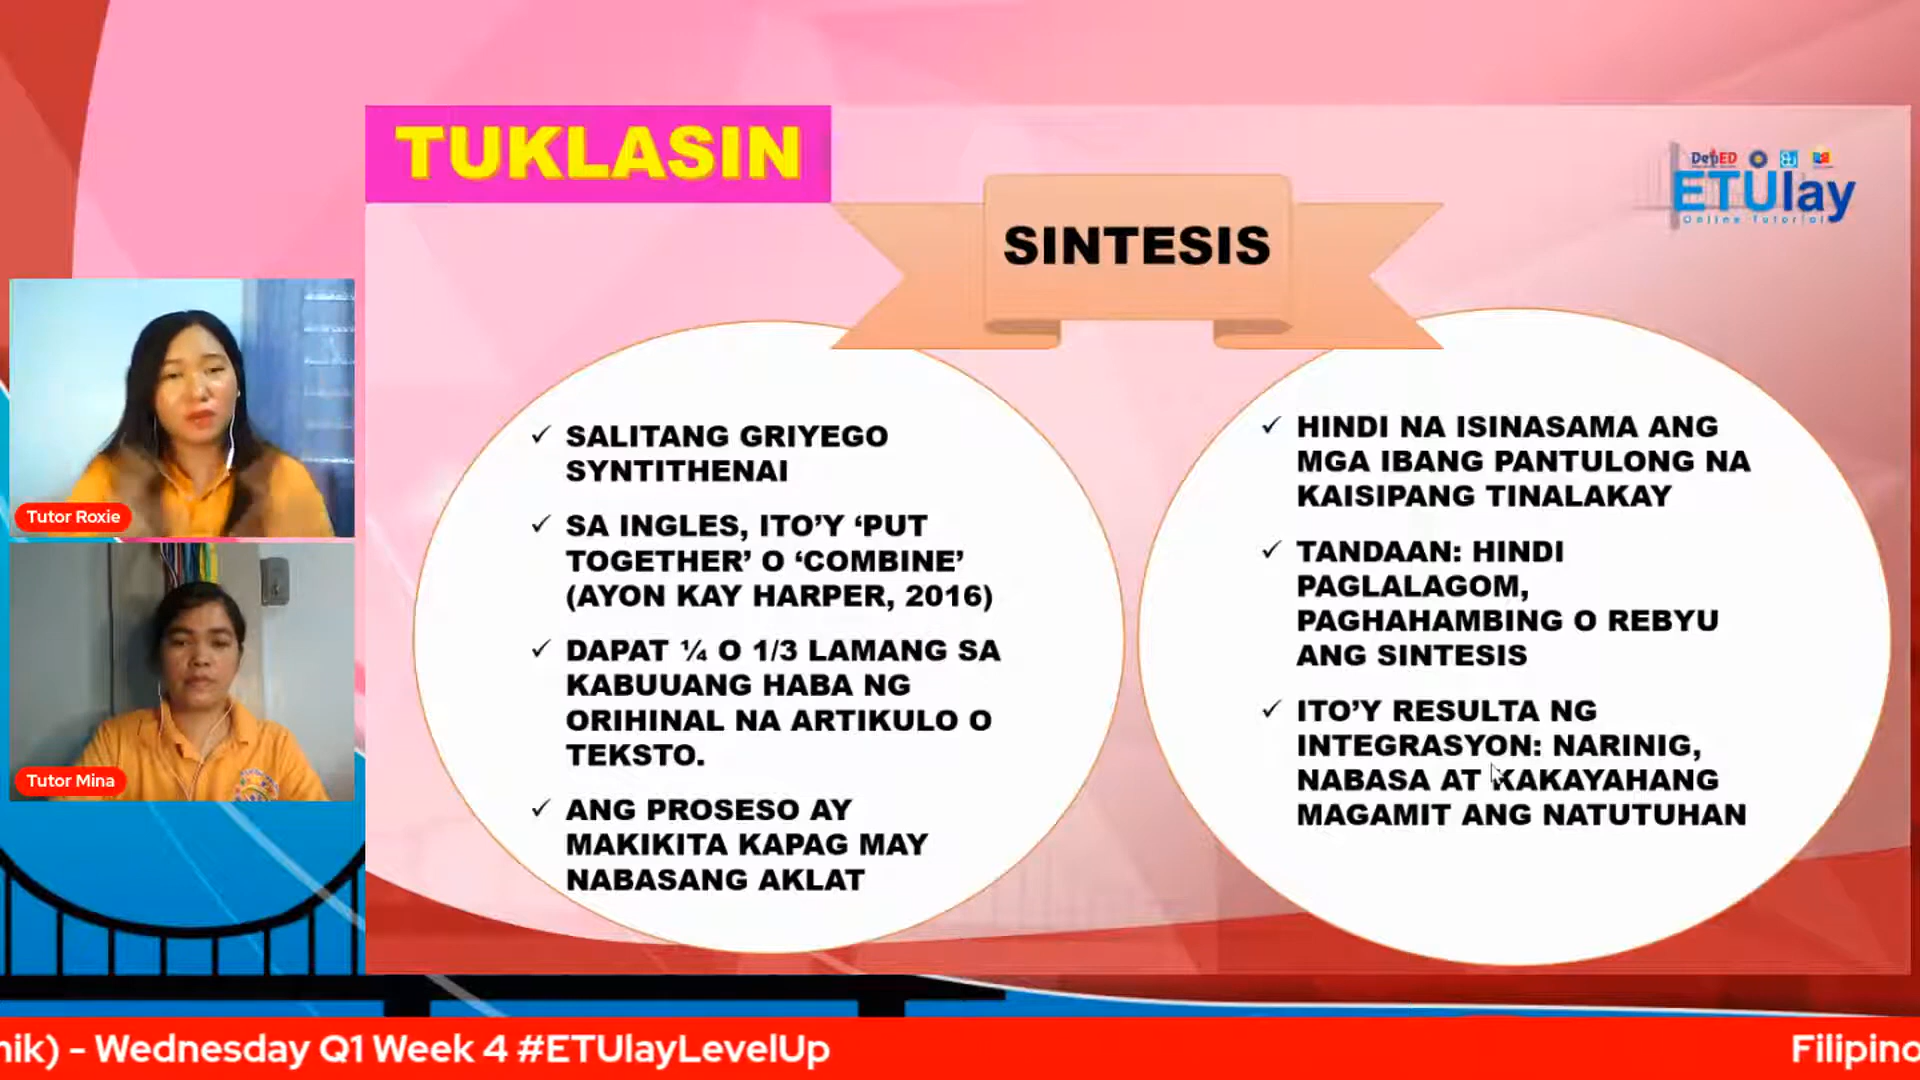 TUKLASIN
DepED
ETUlay
Online Tutorial
SINTESIS
✓ SALITANG GRIYEGO
SYNTITHENAI
✓ SA INGLES, ITO’Y ‘PUT
TOGETHER’ O ‘COMBINE’
(AYON KAY HARPER, 2016)
✓ DAPAT ¼ O 1/3 LAMANG SA
KABUUANG HABA NG
ORIHINAL NA ARTIKULO O
TEKSTO.
✓ ANG PROSESO AY
MAKIKITA KAPAG MAY
NABASANG AKLAT
✓ HINDI NA ISINASAMA ANG
MGA IBANG PANTULONG NA
KAISIPANG TINALAKAY
✓ TANDAAN: HINDI
PAGLALAGOM,
PAGHAHAMBING O REBYU
ANG SINTESIS
✓ ITO’Y RESULTA NG
INTEGRASYON: NARINIG,
NABASA AT KAKAYAHANG
MAGAMIT ANG NATUTUHAN
Tutor Roxie
Tutor Mina
nik) - Wednesday Q1 Week 4 #ETUlayLevelUp
Filipino